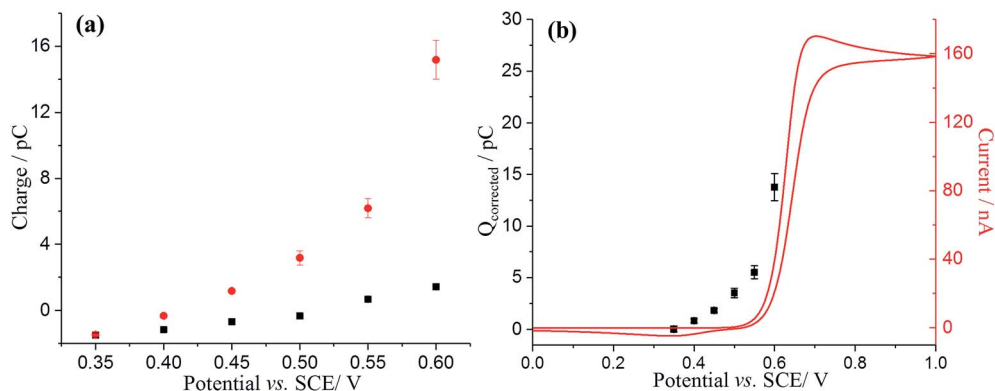 (a)
16
12
8
4
0
Charge / pC
0.35 0.40 0.45 0.50 0.55 0.60
Potential vs. SCE/ V
(b)
30
25
20
15
10
5
0
Qcorrected / pC
0.0 0.2 0.4 0.6 0.8 1.0
Potential vs. SCE/ V
160
120
80
40
0
Current / nA